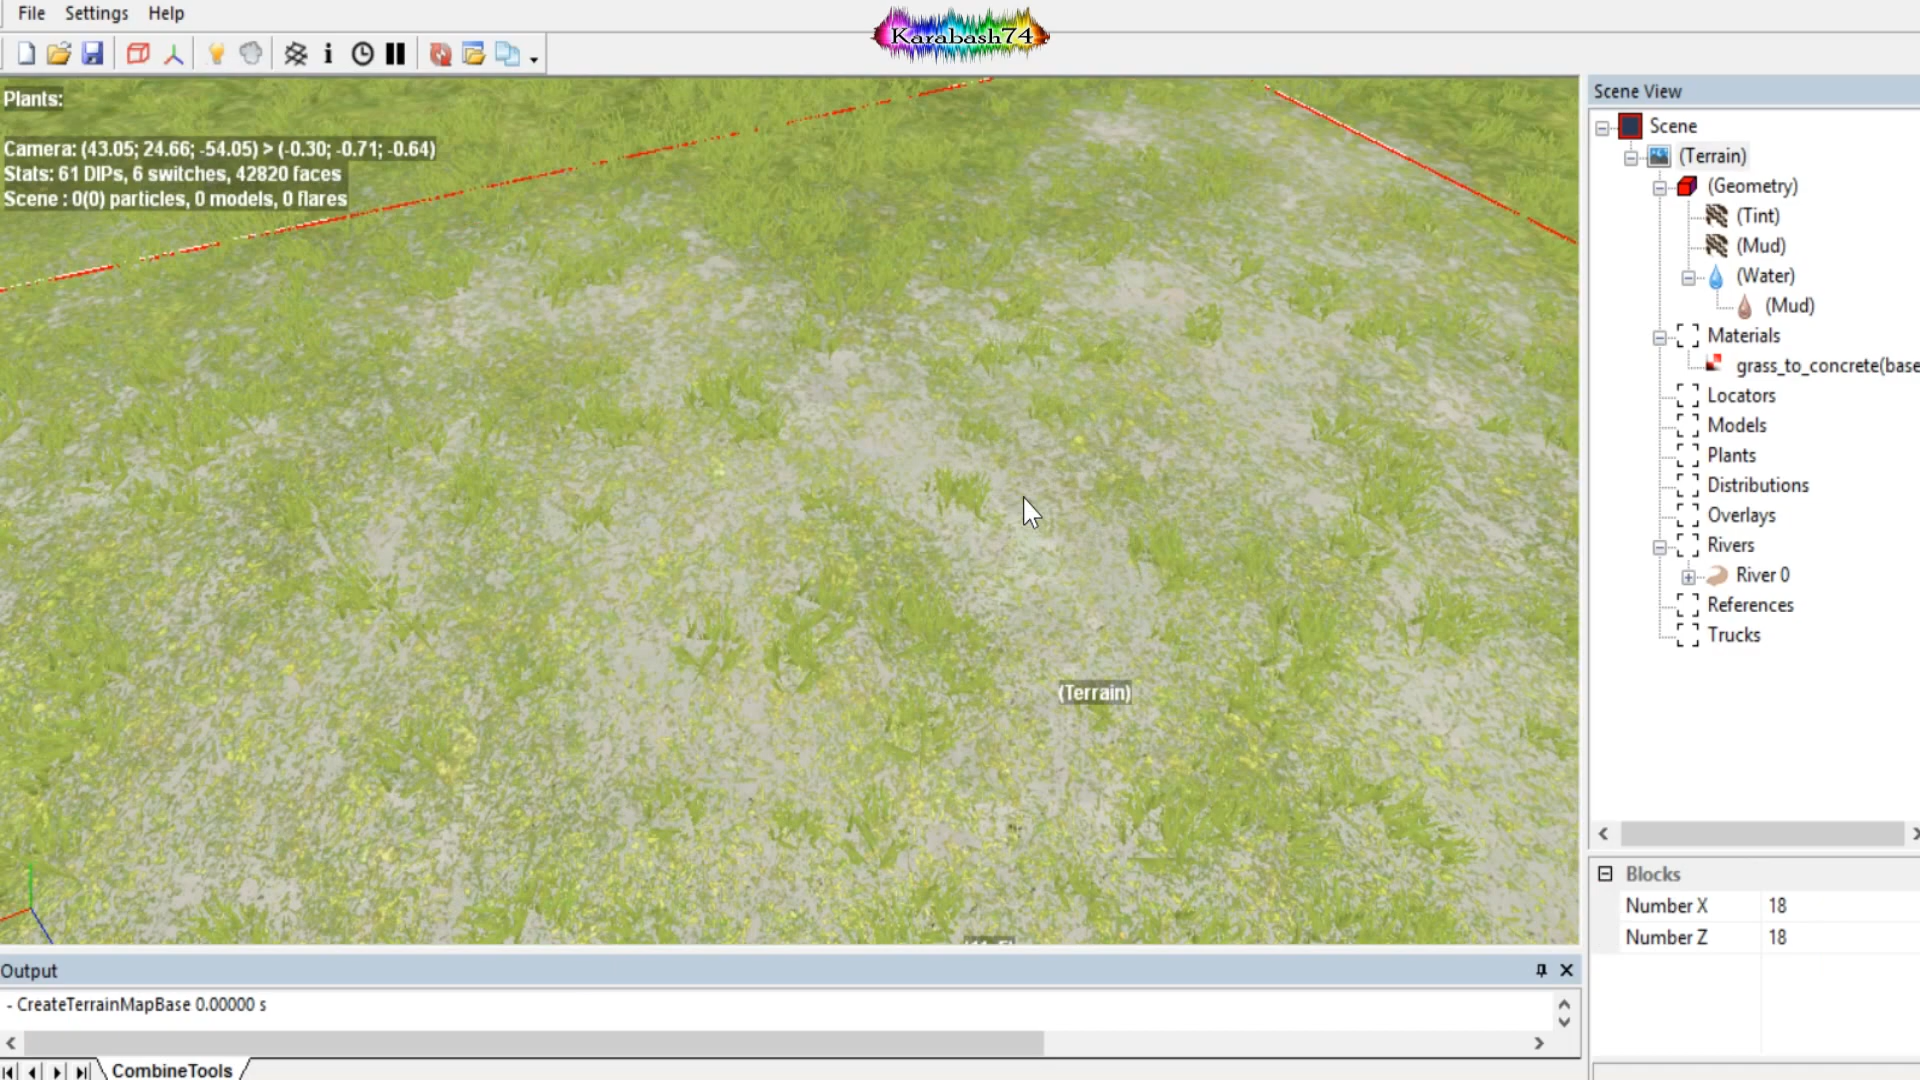 File Settings Help
Karabash74
Plants:
Camera: (43.05; 24.66; -54.05) > (-0.30; -0.71; -0.64)
Stats: 61 DIPs, 6 switches, 42820 faces
Scene : 0(0) particles, 0 models, 0 flares
(Terrain)
Scene View
Scene
(Terrain)
(Geometry)
(Tint)
(Mud)
(Water)
(Mud)
Materials
grass_to_concrete(base
Locators
Models
Plants
Distributions
Overlays
Rivers
River 0
References
Trucks
Blocks
Number X 18
Number Z 18
Output
- CreateTerrainMapBase 0.00000 s
CombineTools